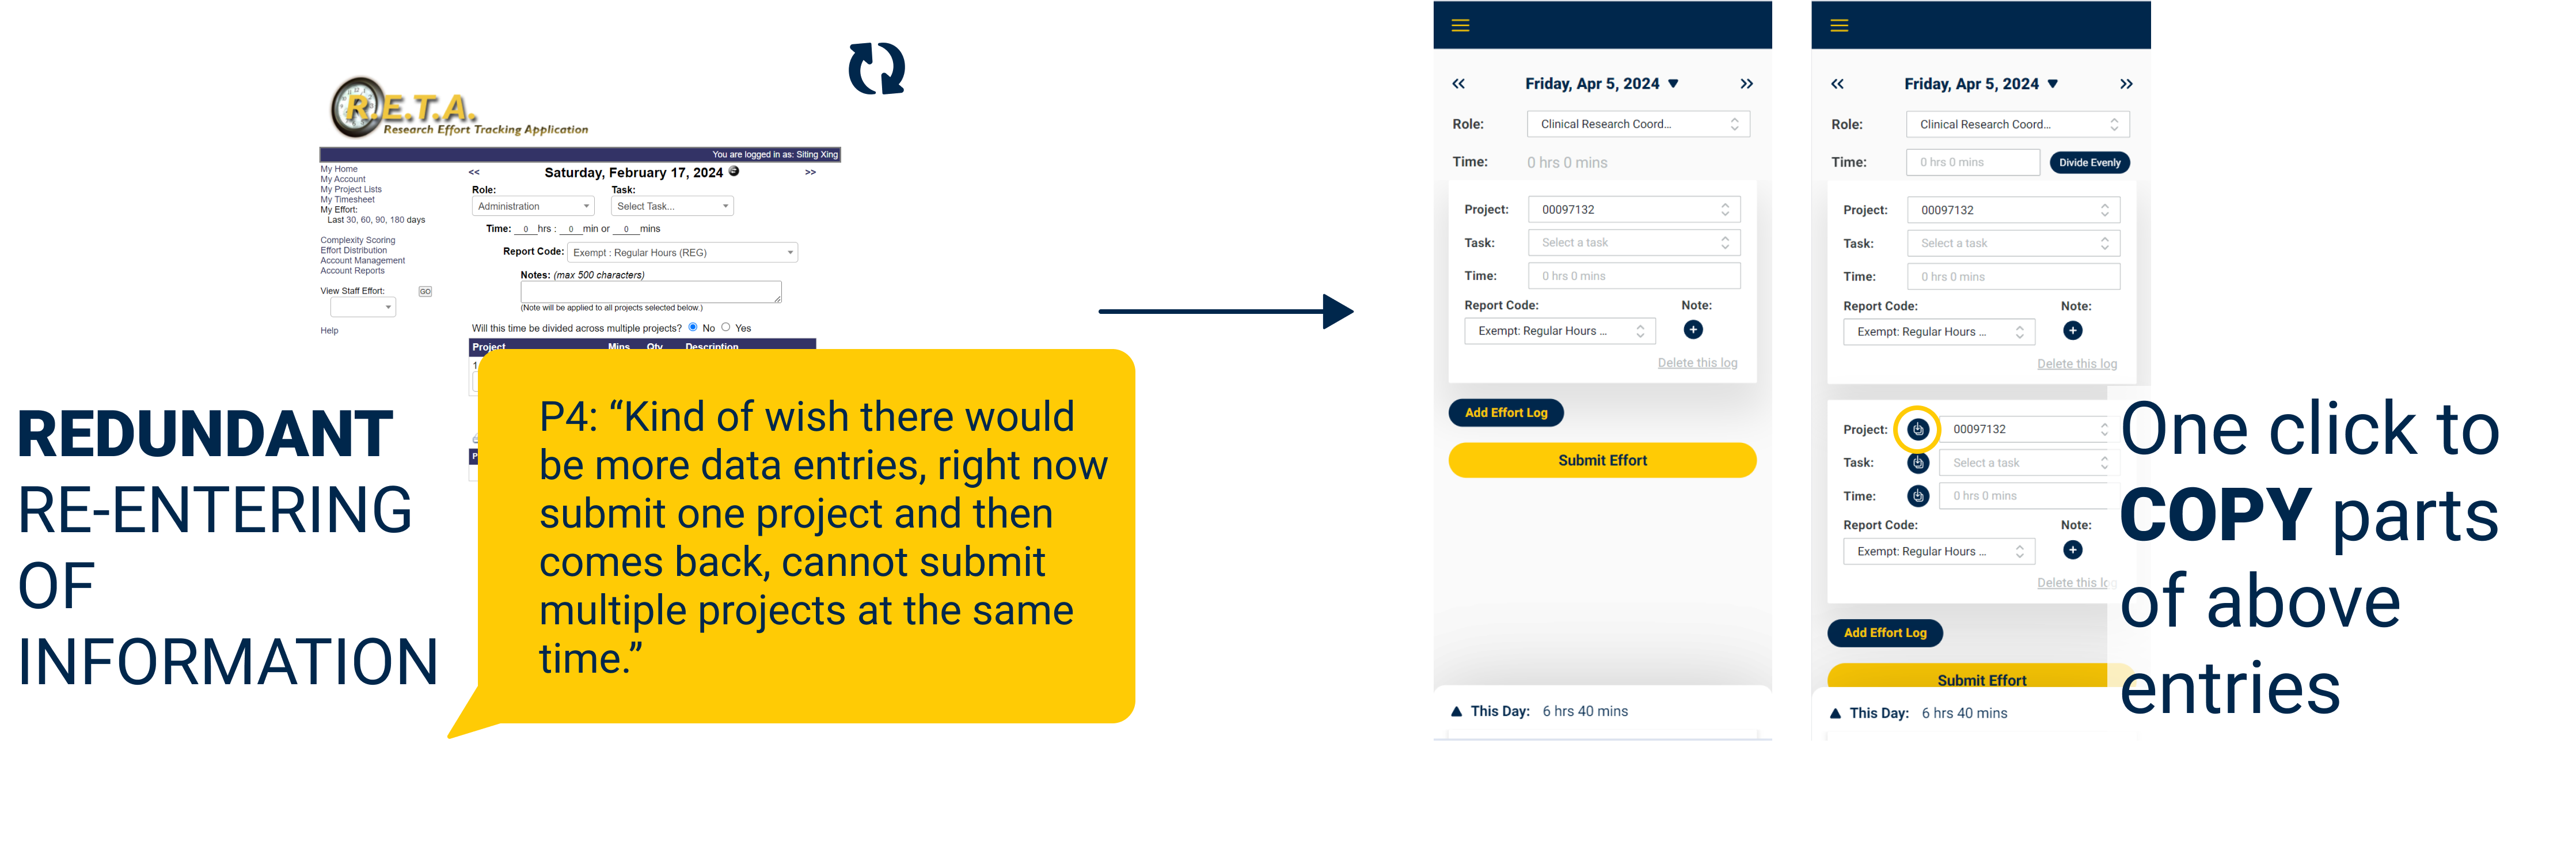 REDUNDANT
RE-ENTERING
OF
INFORMATION
R.E.T.A.
Research Effort Tracking Application
You are logged in as: Siting Xing
My Home
My Account
My Project Lists
My Timesheet
My Effort:
Last 30, 60, 90, 180 days
Complexity Scoring
Effort Distribution
Account Management
Account Reports
View Staff Effort: GO
Help
<< Saturday, February 17, 2024 >>
Role: Task:
Administration Select Task...
Time: 0 hrs : 0 min or 0 mins
Report Code: Exempt : Regular Hours (REG)
Notes: (max 500 characters)
(Note will be applied to all projects selected below.)
Will this time be divided across multiple projects? No Yes
Project Mins Qty Description
1
P4: “Kind of wish there would
be more data entries, right now
submit one project and then
comes back, cannot submit
multiple projects at the same
time.”
Friday, Apr 5, 2024
Role: Clinical Research Coord...
Time: 0 hrs 0 mins
Project: 00097132
Task: Select a task
Time: 0 hrs 0 mins
Report Code: Note:
Exempt: Regular Hours ...
Delete this log
Add Effort Log
Submit Effort
This Day: 6 hrs 40 mins
Friday, Apr 5, 2024
Role: Clinical Research Coord...
Time: 0 hrs 0 mins Divide Evenly
Project: 00097132
Task: Select a task
Time: 0 hrs 0 mins
Report Code: Note:
Exempt: Regular Hours ...
Delete this log
Project: 00097132
Task: Select a task
Time: 0 hrs 0 mins
Report Code: Note:
Exempt: Regular Hours ...
Delete this log
Add Effort Log
Submit Effort
This Day: 6 hrs 40 mins
One click to
COPY parts
of above
entries